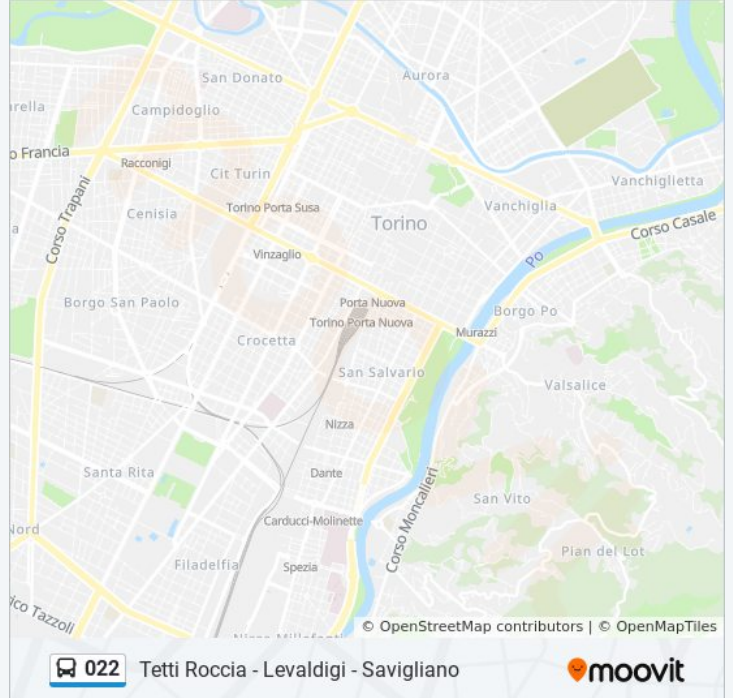 San Donato
Aurora
arella
Campidoglio
o Francia
Racconigi
Cit Turin
Vanchiglietta
Corso Trapani
Cenisia
Torino Porta Susa
Torino
Vanchiglia
Corso Casale
a
Vinzaglio
Po
Borgo San Paolo
Porta Nuova
Borgo Po
Torino Porta Nuova
Murazzi
Crocetta
San Salvario
Valsalice
Nizza
Santa Rita
Dante
Corso Moncalieri
San Vito
Nord
Carducci-Molinette
Pian del Lot
Filadelfia
Spezia
ico Tazzoli
© OpenStreetMap contributors | © OpenMapTiles
022 Tetti Roccia - Levaldigi - Savigliano
moovit